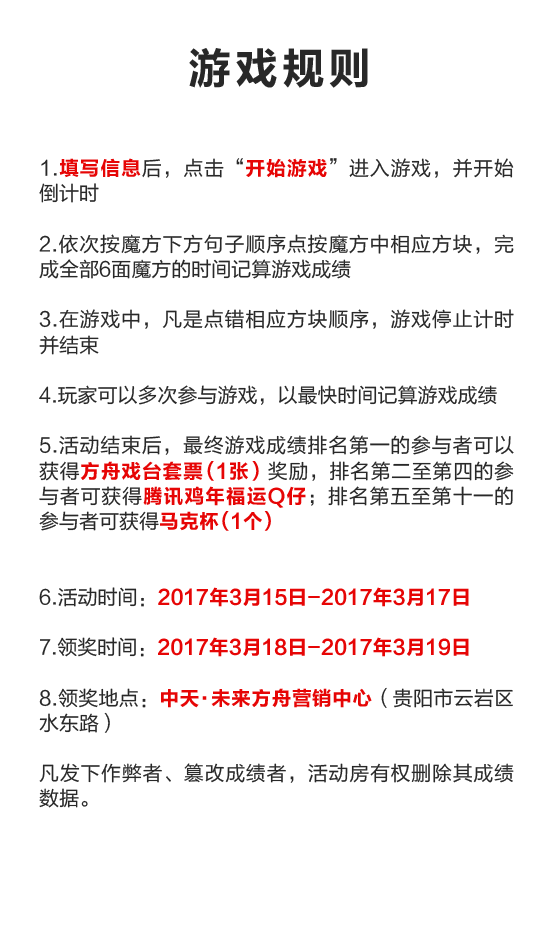 游戏规则
1.填写信息后，点击“开始游戏”进入游戏，并开始
倒计时
2.依次按魔方下方句子顺序点按魔方中相应方块，完
成全部6面魔方的时间记算游戏成绩
3.在游戏中，凡是点错相应方块顺序，游戏停止计时
并结束
4.玩家可以多次参与游戏，以最快时间记算游戏成绩
5.活动结束后，最终游戏成绩排名第一的参与者可以
获得方舟戏台套票（1张）奖励，排名第二至第四的参
与者可获得腾讯鸡年福运Q仔；排名第五至第十一的
参与者可获得马克杯（1个）
6.活动时间：2017年3月15日-2017年3月17日
7.领奖时间：2017年3月18日-2017年3月19日
8.领奖地点：中天·未来方舟营销中心（贵阳市云岩区
水东路）
凡发下作弊者、篡改成绩者，活动房有权删除其成绩
数据。